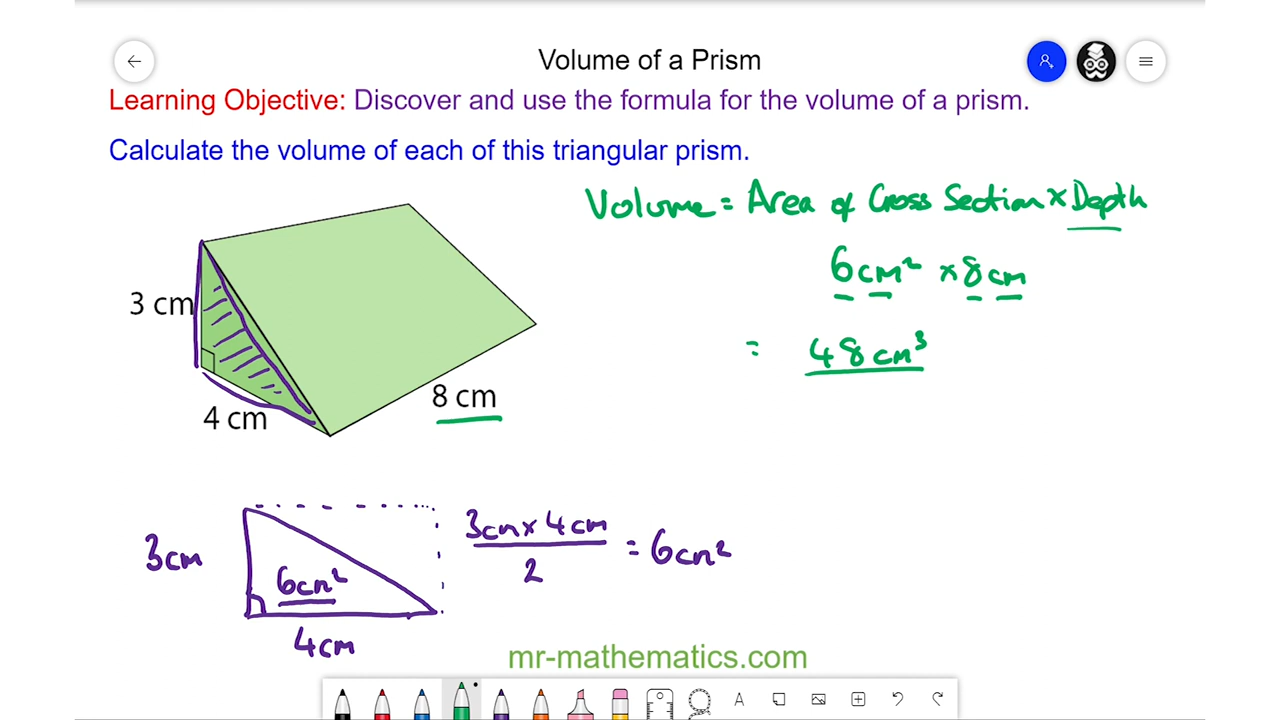 Volume of a Prism
Learning Objective: Discover and use the formula for the volume of a prism.
Calculate the volume of each of this triangular prism.
Volume = Area of Cross Section × Depth
6cm² × 8cm
= 48cm³
3 cm
4 cm
8 cm
3cm
6cm²
4cm
3cm × 4cm
2
= 6cm²
mr-mathematics.com
A